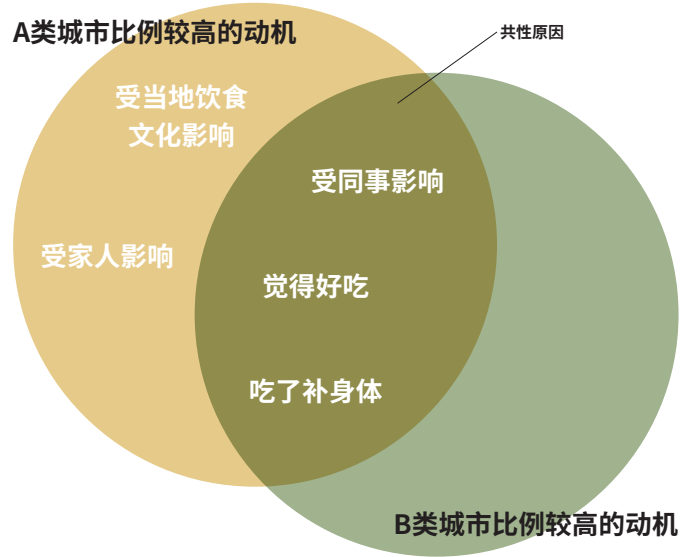 A类城市比例较高的动机
共性原因
受当地饮食
文化影响
受同事影响
受家人影响
觉得好吃
吃了补身体
B类城市比例较高的动机